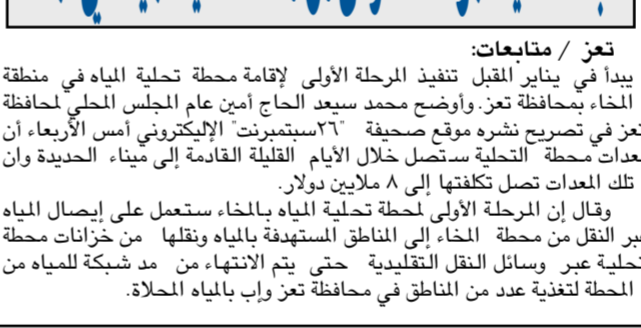 تعز / متابعات:
يبدأ في يناير المقبل تنفيذ المرحلة الأولى لإقامة محطة تحلية المياه في منطقة
المخاء بمحافظة تعز. وأوضح محمد سيعد الحاج أمين عام المجلس المحلي لمحافظة
تعز في تصريح نشره موقع صحيفة "٢٦سبتمبرنت" الإليكتروني أمس الأربعاء أن
معدات محطة التحلية ستصل خلال الأيام القليلة القادمة إلى ميناء الحديدة وان
تلك المعدات تصل تكلفتها إلى ٨ ملايين دولار.
وقال إن المرحلة الأولى لمحطة تحلية المياه بالمخاء ستعمل على إيصال المياه
عبر النقل من محطة المخاء إلى المناطق المستهدفة بالمياه ونقلها من خزانات محطة
تحلية عبر وسائل النقل التقليدية حتى يتم الانتهاء من مد شبكة للمياه من
المحطة لتغذية عدد من المناطق في محافظة تعز وإب بالمياه المحلاة.